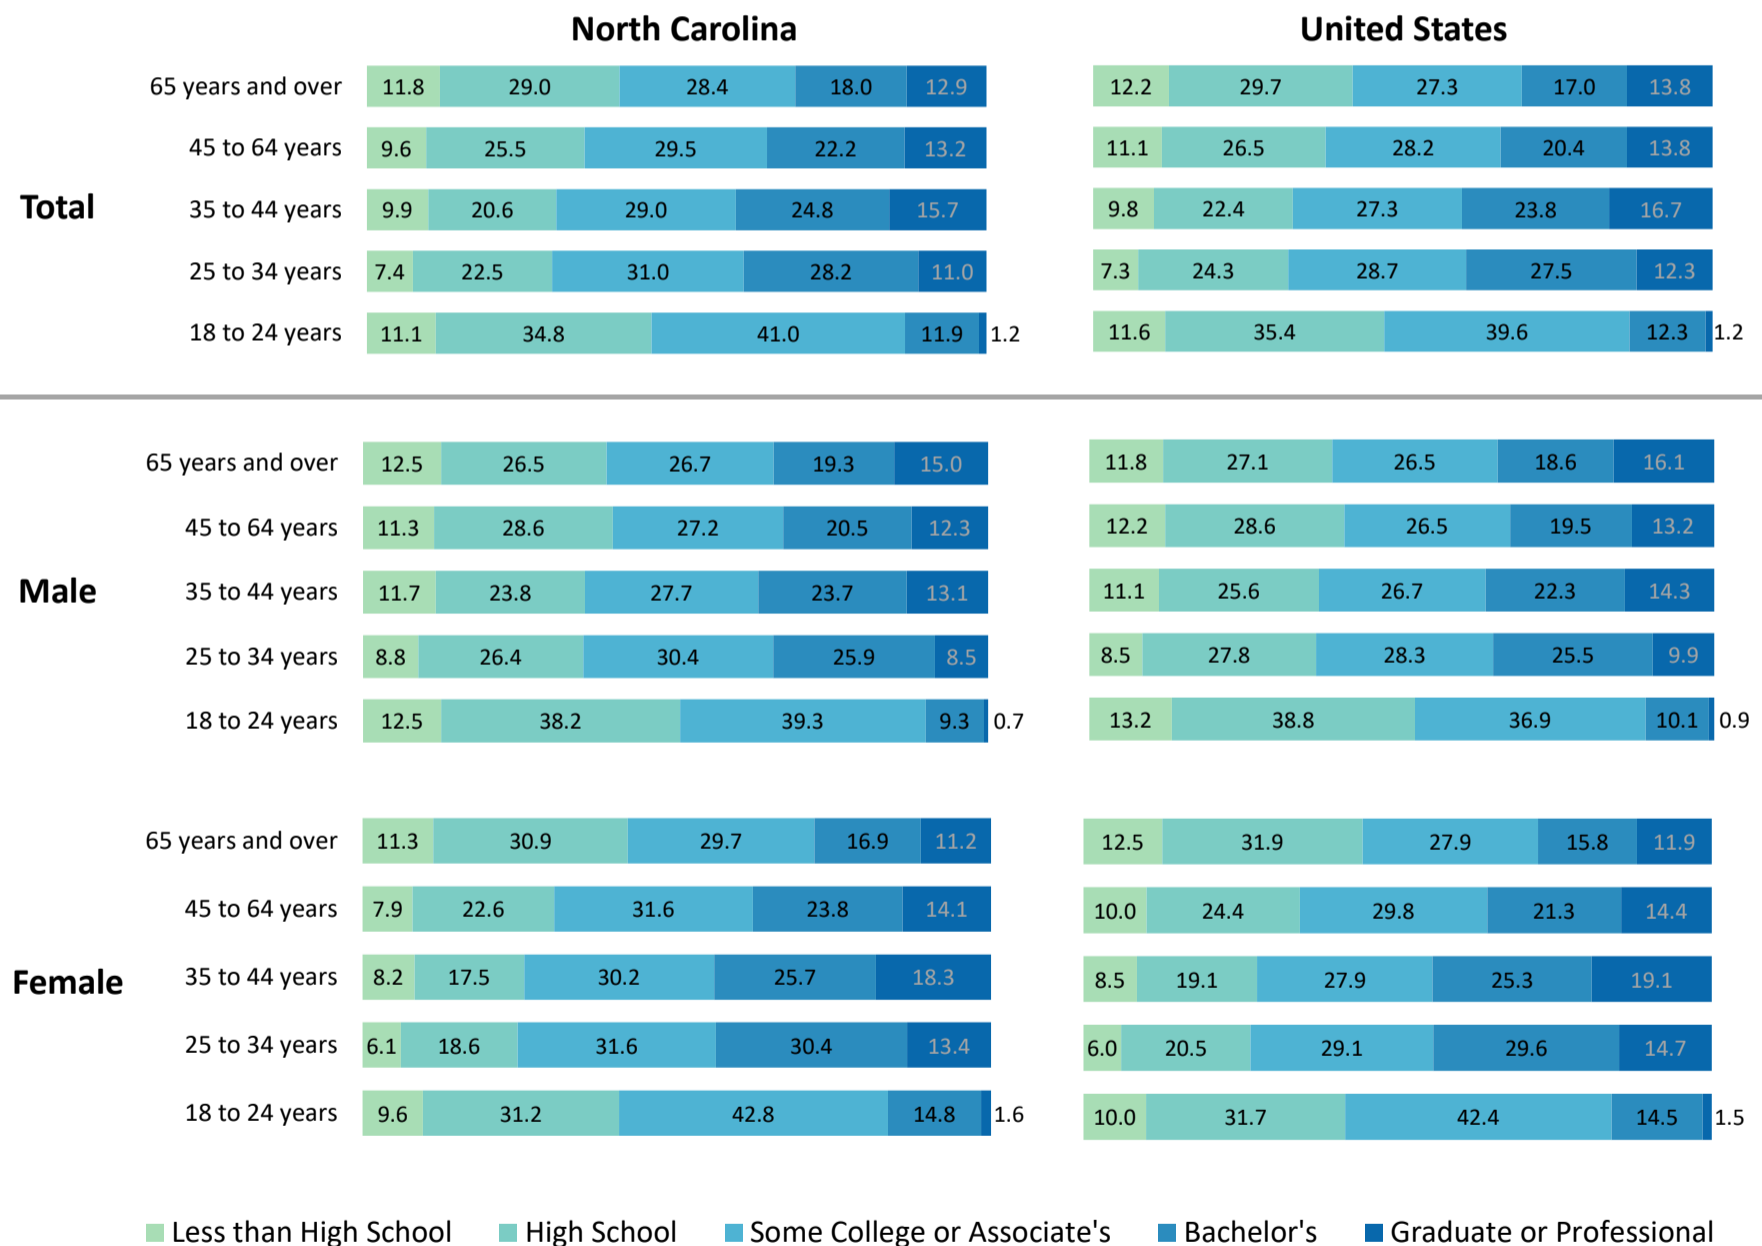 North Carolina United States
65 years and over 11.8 29.0 28.4 18.0 12.9 12.2 29.7 27.3 17.0 13.8
45 to 64 years 9.6 25.5 29.5 22.2 13.2 11.1 26.5 28.2 20.4 13.8
Total 35 to 44 years 9.9 20.6 29.0 24.8 15.7 9.8 22.4 27.3 23.8 16.7
25 to 34 years 7.4 22.5 31.0 28.2 11.0 7.3 24.3 28.7 27.5 12.3
18 to 24 years 11.1 34.8 41.0 11.9 1.2 11.6 35.4 39.6 12.3 1.2
65 years and over 12.5 26.5 26.7 19.3 15.0 11.8 27.1 26.5 18.6 16.1
45 to 64 years 11.3 28.6 27.2 20.5 12.3 12.2 28.6 26.5 19.5 13.2
Male 35 to 44 years 11.7 23.8 27.7 23.7 13.1 11.1 25.6 26.7 22.3 14.3
25 to 34 years 8.8 26.4 30.4 25.9 8.5 8.5 27.8 28.3 25.5 9.9
18 to 24 years 12.5 38.2 39.3 9.3 0.7 13.2 38.8 36.9 10.1 0.9
65 years and over 11.3 30.9 29.7 16.9 11.2 12.5 31.9 27.9 15.8 11.9
45 to 64 years 7.9 22.6 31.6 23.8 14.1 10.0 24.4 29.8 21.3 14.4
Female 35 to 44 years 8.2 17.5 30.2 25.7 18.3 8.5 19.1 27.9 25.3 19.1
25 to 34 years 6.1 18.6 31.6 30.4 13.4 6.0 20.5 29.1 29.6 14.7
18 to 24 years 9.6 31.2 42.8 14.8 1.6 10.0 31.7 42.4 14.5 1.5
Less than High School High School Some College or Associate's Bachelor's Graduate or Professional